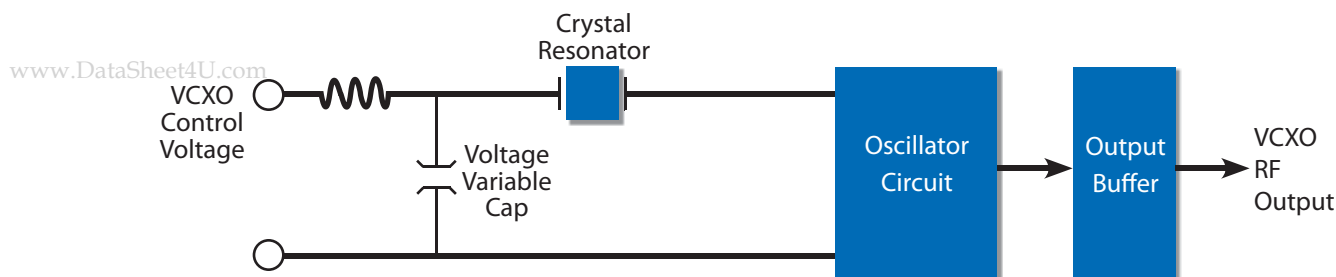 Crystal
Resonator
www.DataSheet4U.com
VCXO
Control
Voltage
Voltage
Variable
Cap
Oscillator
Circuit
Output
Buffer
VCXO
RF
Output